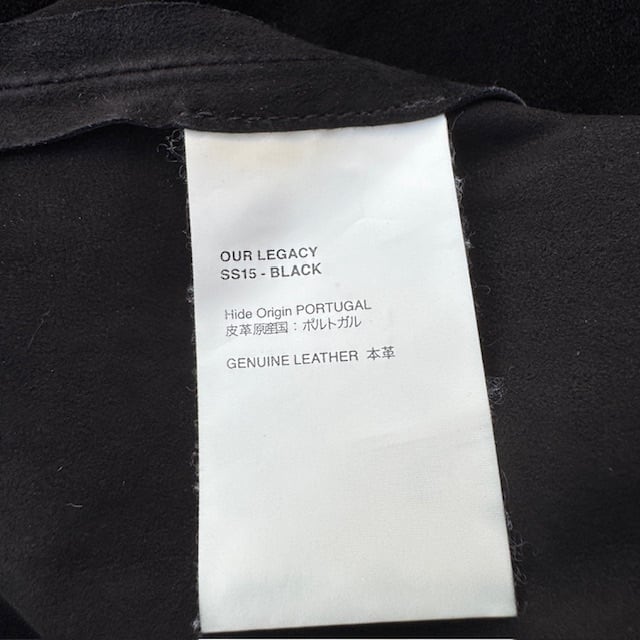 OUR LEGACY
SS15 - BLACK
Hide Origin PORTUGAL
皮革原産国：ポルトガル
GENUINE LEATHER 本革